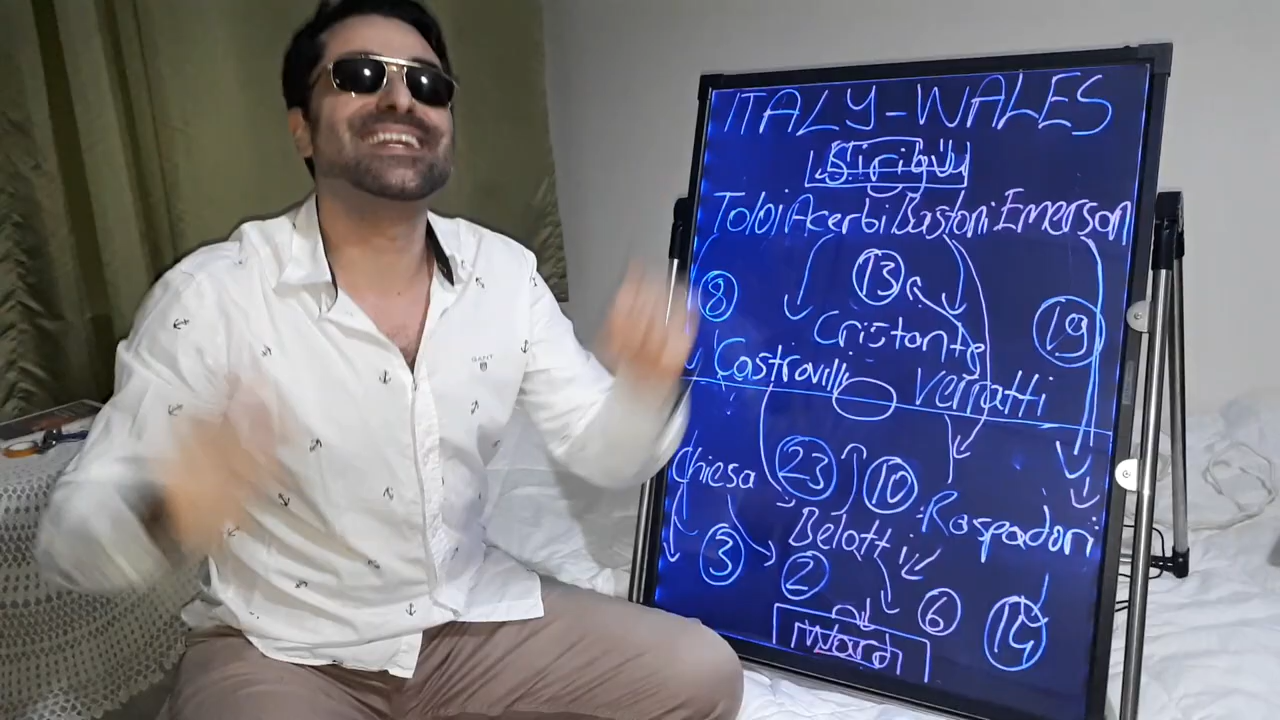 ITALY-WALES
Sirigu
Toloi Acerbi Bastoni Emerson
13
8
19
Cristante
Castrovilli
Verratti
Chiesa
23
10
Belotti
Raspadori
3
2
6
14
Ward
GANT